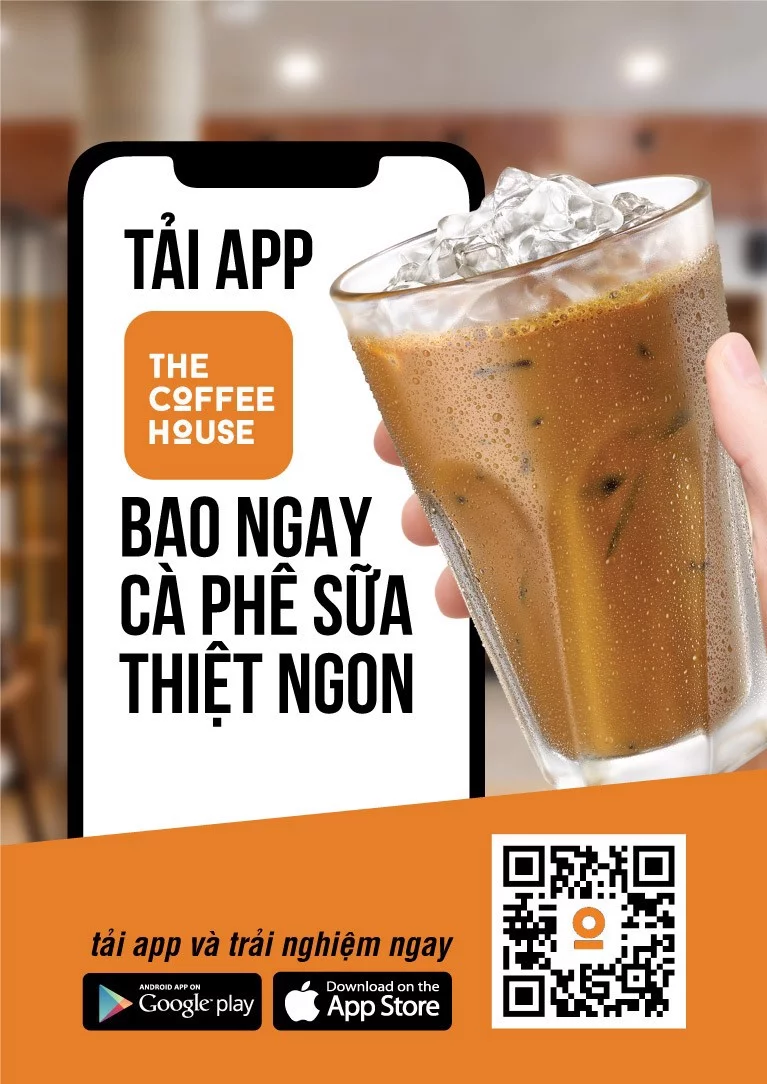 TẢI APP
THE
COFFEE
HOUSE
BAO NGAY
CÀ PHÊ SỮA
THIỆT NGON
tải app và trải nghiệm ngay
ANDROID APP ON
Google play
Download on the
App Store